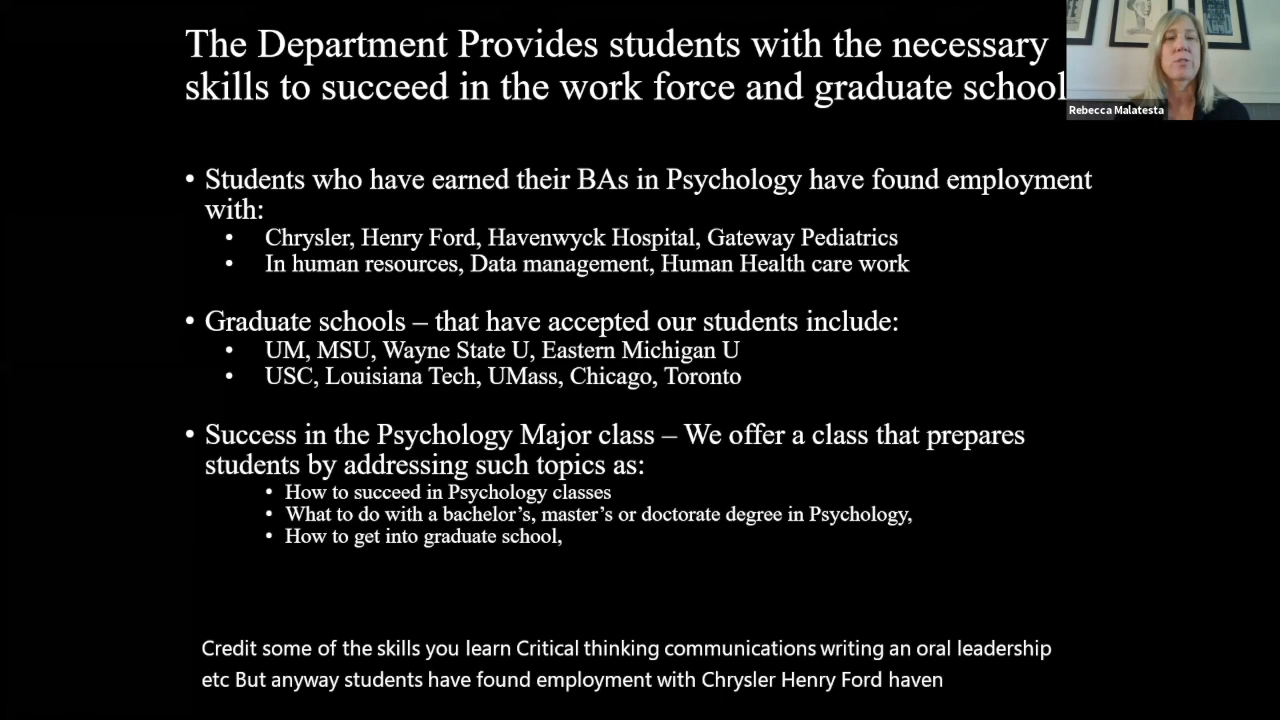 The Department Provides students with the necessary
skills to succeed in the work force and graduate school
Rebecca Malatesta
• Students who have earned their BAs in Psychology have found employment
with:
• Chrysler, Henry Ford, Havenwyck Hospital, Gateway Pediatrics
• In human resources, Data management, Human Health care work
• Graduate schools – that have accepted our students include:
• UM, MSU, Wayne State U, Eastern Michigan U
• USC, Louisiana Tech, UMass, Chicago, Toronto
• Success in the Psychology Major class – We offer a class that prepares
students by addressing such topics as:
• How to succeed in Psychology classes
• What to do with a bachelor’s, master’s or doctorate degree in Psychology,
• How to get into graduate school,
Credit some of the skills you learn Critical thinking communications writing an oral leadership
etc But anyway students have found employment with Chrysler Henry Ford haven